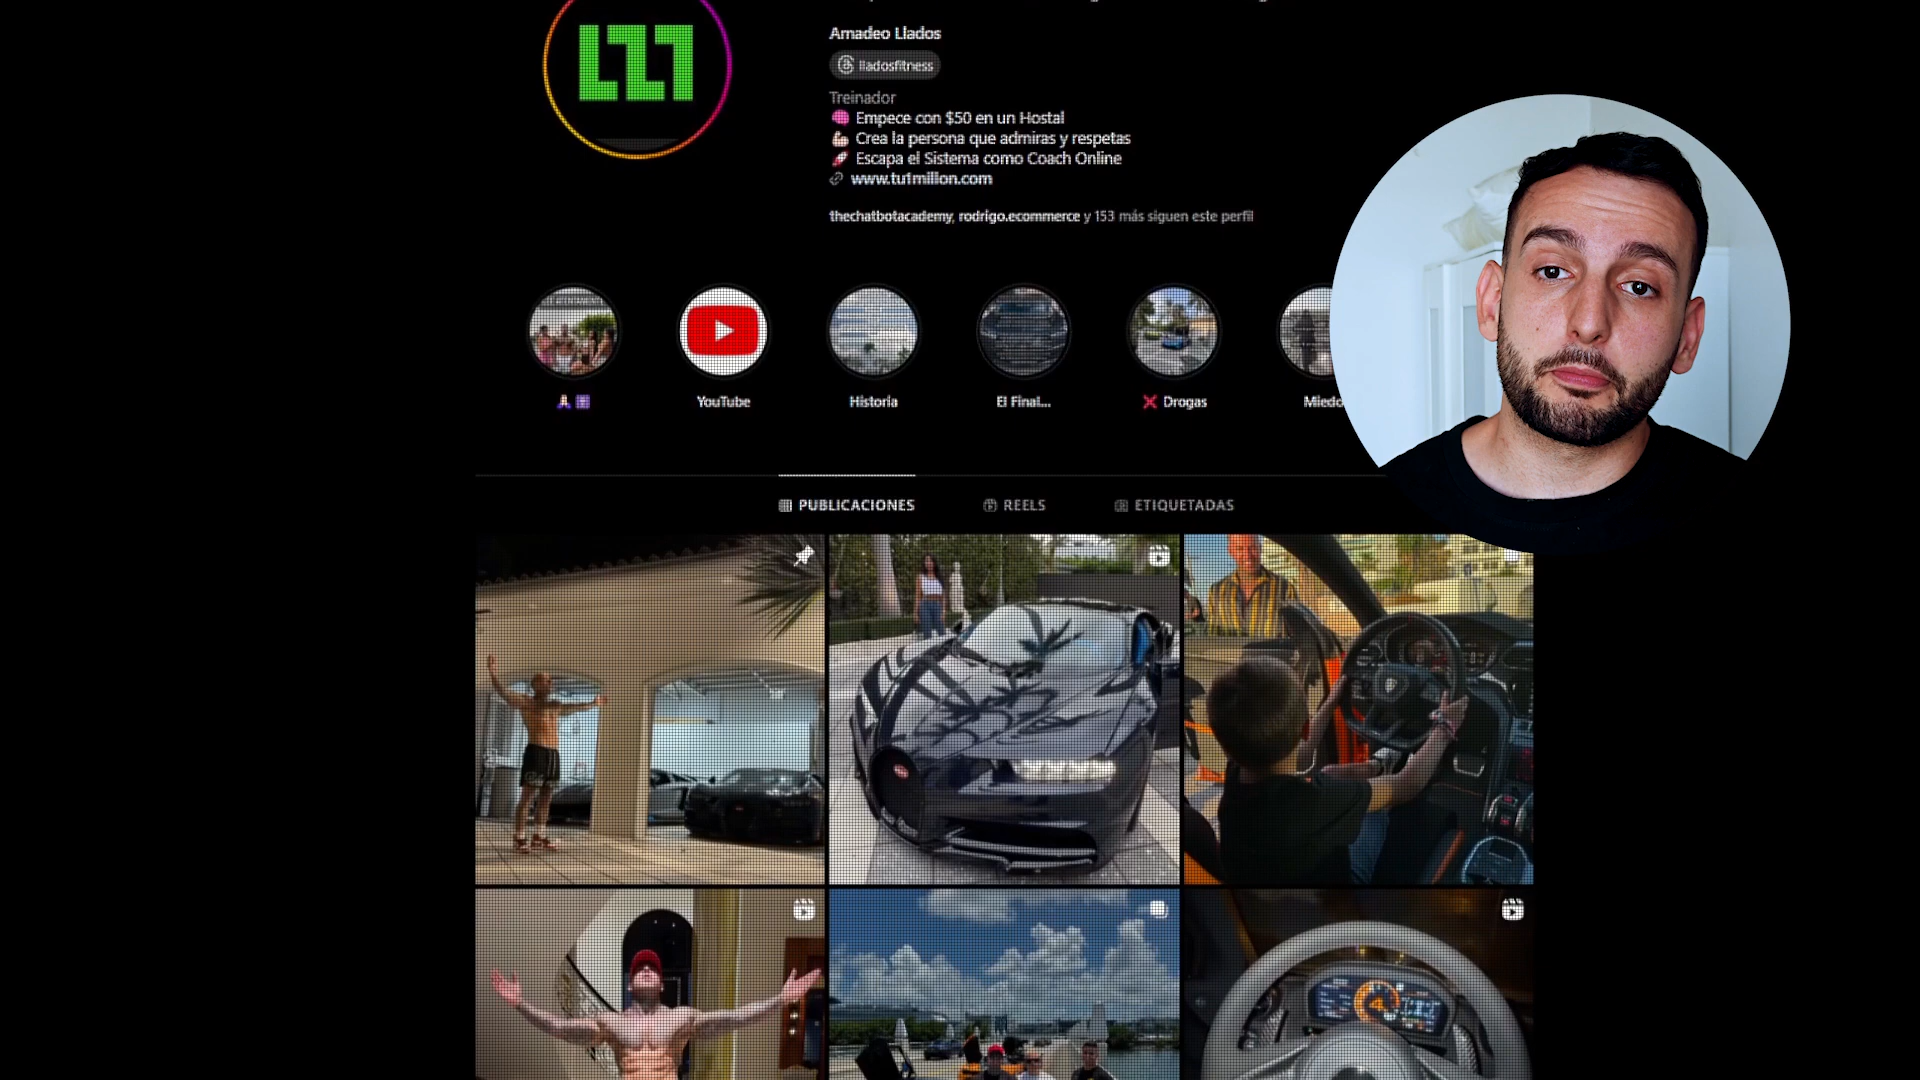 Amadeo Llados
lladosfitness
Treinador
Empece con $50 en un Hostal
Crea la persona que admiras y respetas
Escapa el Sistema como Coach Online
www.tu1millon.com
thechatbotacademy, rodrigo.ecommerce y 153 más siguen este perfil
YouTube
Historia
El Final...
Drogas
Miedo
PUBLICACIONES
REELS
ETIQUETADAS